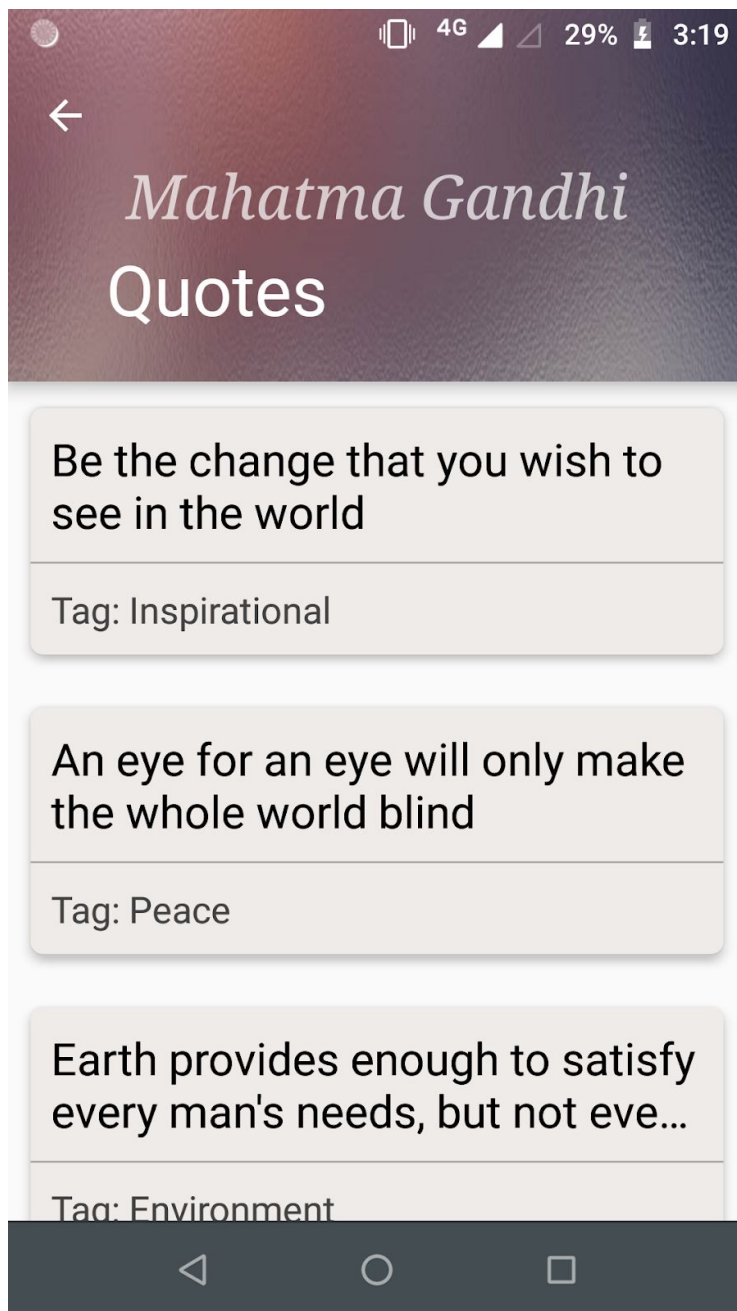 4G 29% 3:19
Mahatma Gandhi
Quotes
Be the change that you wish to
see in the world
Tag: Inspirational
An eye for an eye will only make
the whole world blind
Tag: Peace
Earth provides enough to satisfy
every man's needs, but not eve...
Tag: Environment